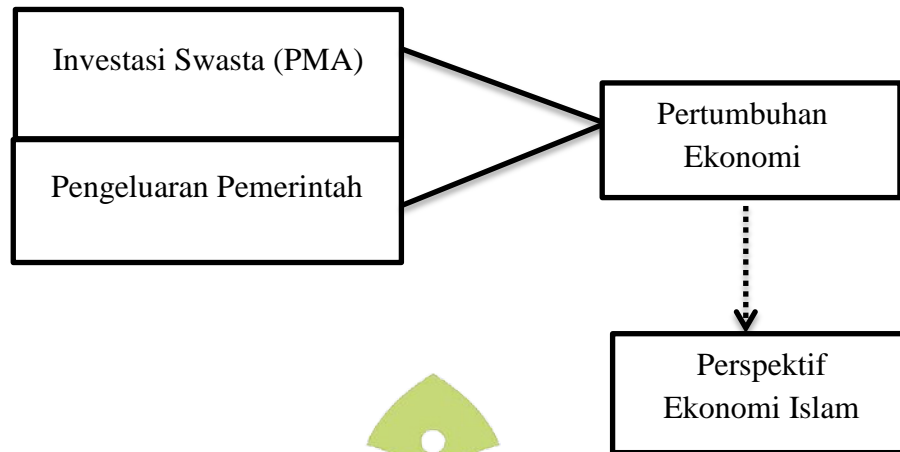 Investasi Swasta (PMA)
Pengeluaran Pemerintah
Pertumbuhan
Ekonomi
Perspektif
Ekonomi Islam